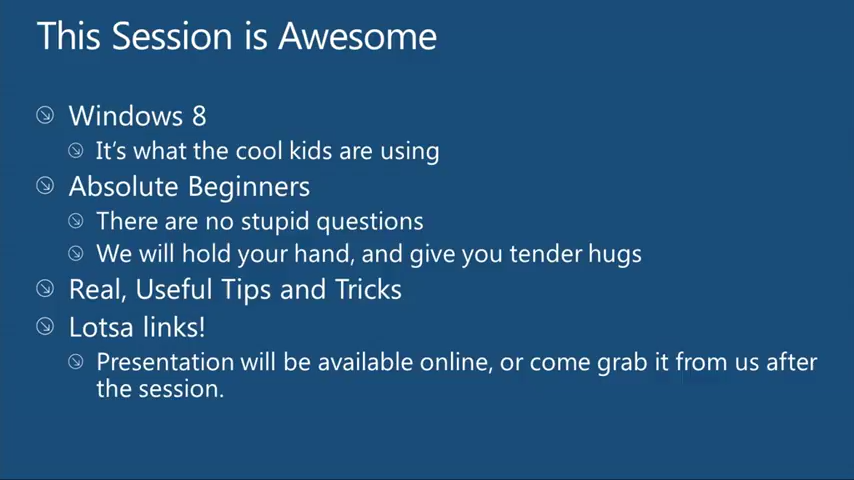 This Session is Awesome
Windows 8
It's what the cool kids are using
Absolute Beginners
There are no stupid questions
We will hold your hand, and give you tender hugs
Real, Useful Tips and Tricks
Lotsa links!
Presentation will be available online, or come grab it from us after
the session.